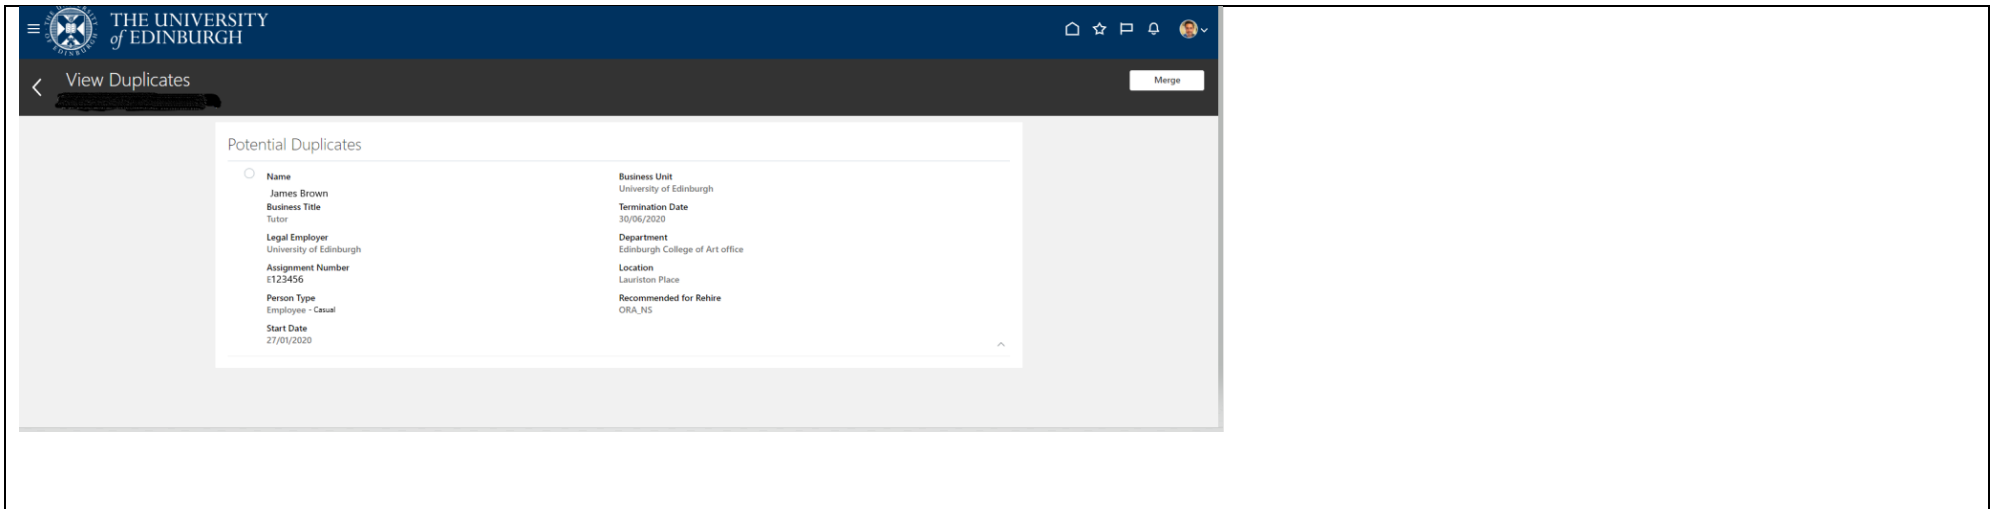 THE UNIVERSITY
of EDINBURGH
View Duplicates
Merge
Potential Duplicates
Name
James Brown
Business Title
Tutor
Legal Employer
University of Edinburgh
Assignment Number
E123456
Person Type
Employee - Casual
Start Date
27/01/2020
Business Unit
University of Edinburgh
Termination Date
30/06/2020
Department
Edinburgh College of Art office
Location
Lauriston Place
Recommended for Rehire
ORA_NS